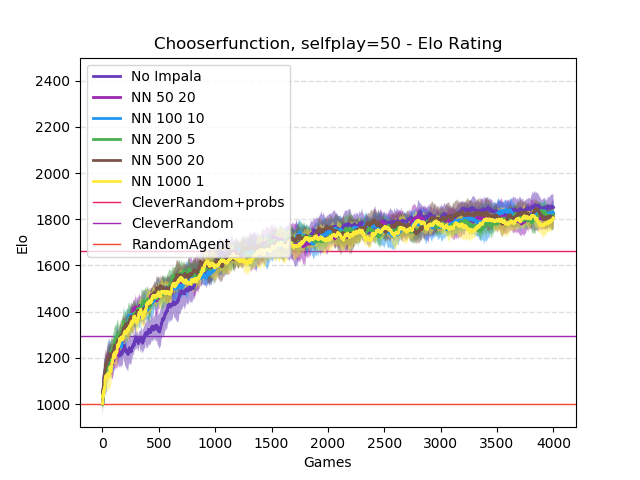 Chooserfunction, selfplay=50 - Elo Rating
2400
2200
2000
1800
1600
1400
1200
1000
Elo
No Impala
NN 50 20
NN 100 10
NN 200 5
NN 500 20
NN 1000 1
CleverRandom+probs
CleverRandom
RandomAgent
0 500 1000 1500 2000 2500 3000 3500 4000
Games